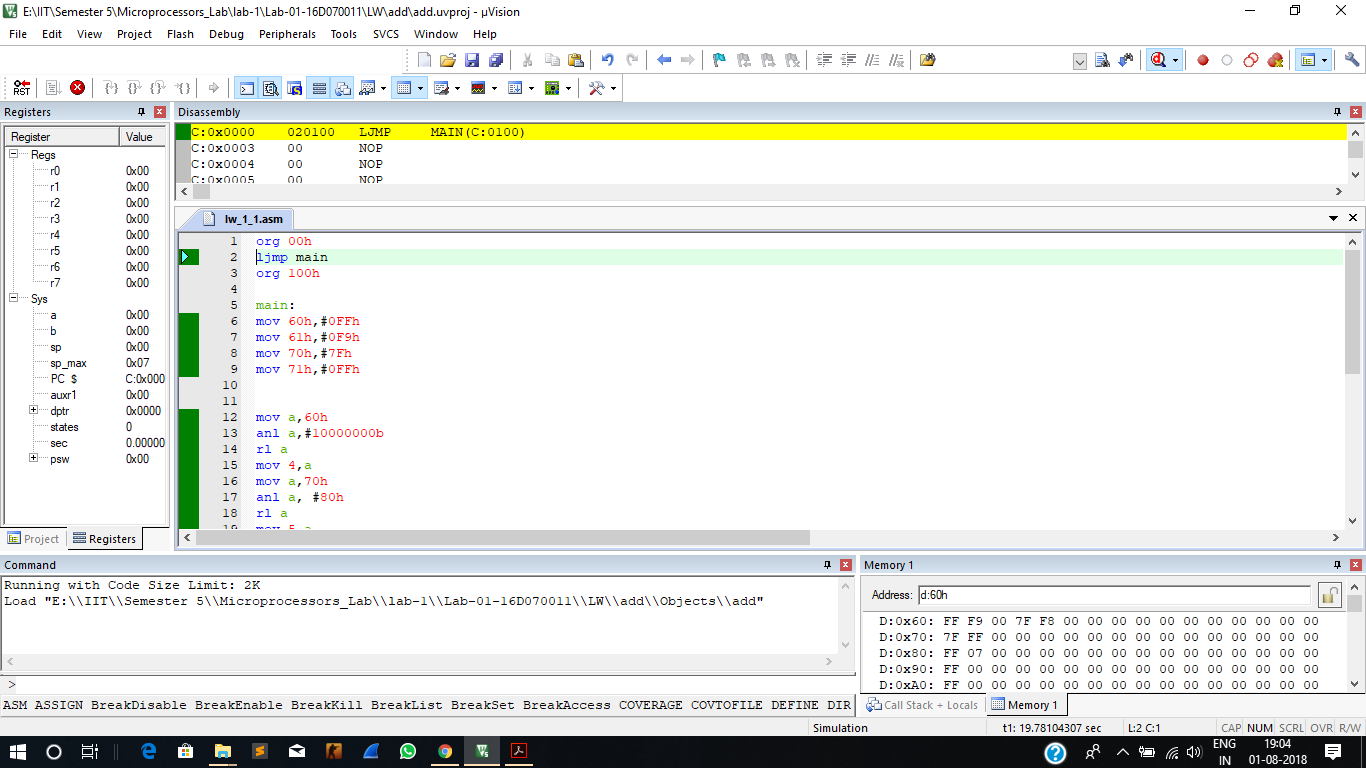 E:\IIT\Semester 5\Microprocessors_Lab\lab-1\Lab-01-16D070011\LW\add\add.uvproj - µVision
File Edit View Project Flash Debug Peripherals Tools SVCS Window Help
RST
Registers
Register Value
Regs
r0 0x00
r1 0x00
r2 0x00
r3 0x00
r4 0x00
r5 0x00
r6 0x00
r7 0x00
Sys
a 0x00
b 0x00
sp 0x00
sp_max 0x07
PC $ C:0x000
auxr1 0x00
dptr 0x0000
states 0
sec 0.00000
psw 0x00
Project Registers
Disassembly
C:0x0000 020100 LJMP MAIN(C:0100)
C:0x0003 00 NOP
C:0x0004 00 NOP
C:0x0005 00 NOP
lw_1_1.asm
1 org 00h
2 ljmp main
3 org 100h
4
5 main:
6 mov 60h,#0FFh
7 mov 61h,#0F9h
8 mov 70h,#7Fh
9 mov 71h,#0FFh
10
11
12 mov a,60h
13 anl a,#10000000b
14 rl a
15 mov 4,a
16 mov a,70h
17 anl a, #80h
18 rl a
19 mov 5,a
Command
Running with Code Size Limit: 2K
Load "E:\\IIT\\Semester 5\\Microprocessors_Lab\\lab-1\\Lab-01-16D070011\\LW\\add\\Objects\\add"
>
ASM ASSIGN BreakDisable BreakEnable BreakKill BreakList BreakSet BreakAccess COVERAGE COVTOFILE DEFINE DIR
Memory 1
Address: d:60h
D:0x60: FF F9 00 7F F8 00 00 00 00 00 00 00 00 00 00 00
D:0x70: 7F FF 00 00 00 00 00 00 00 00 00 00 00 00 00 00
D:0x80: FF 07 00 00 00 00 00 00 00 00 00 00 00 00 00 00
D:0x90: FF 00 00 00 00 00 00 00 00 00 00 00 00 00 00 00
D:0xA0: FF 00 00 00 00 00 00 00 00 00 00 00 00 00 00 00
Call Stack + Locals Memory 1
Simulation t1: 19.78104307 sec L:2 C:1 CAP NUM SCRL OVR R/W
ENG
IN
19:04
01-08-2018